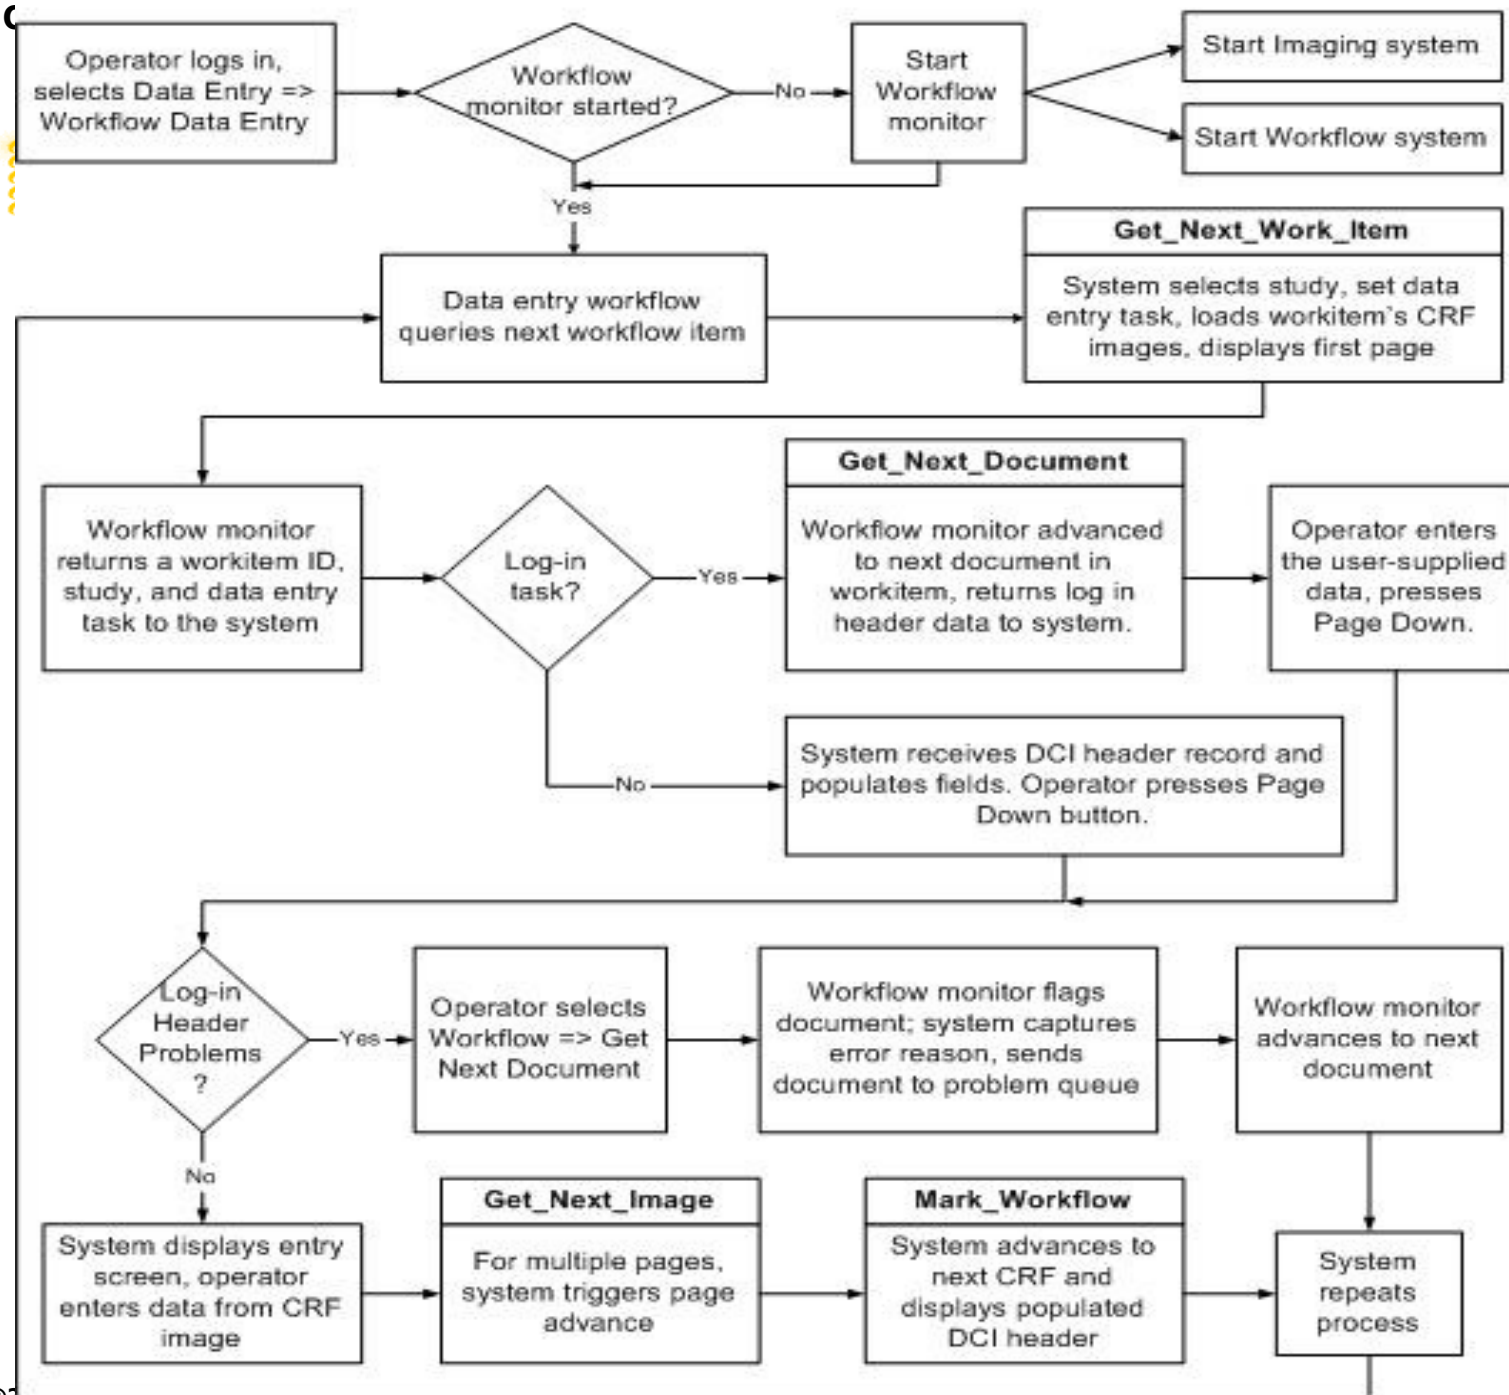 Operator logs in,
selects Data Entry =>
Workflow Data Entry
Workflow
monitor started?
No
Start
Workflow
monitor
Start Imaging system
Start Workflow system
Yes
Data entry workflow
queries next workflow item
Get_Next_Work_Item
System selects study, set data
entry task, loads workitem's CRF
images, displays first page
Workflow monitor
returns a workitem ID,
study, and data entry
task to the system
Log-in
task?
Yes
Get_Next_Document
Workflow monitor advanced
to next document in
workitem, returns log in
header data to system.
Operator enters
the user-supplied
data, presses
Page Down.
No
System receives DCI header record and
populates fields. Operator presses Page
Down button.
Log-in
Header
Problems
?
Yes
Operator selects
Workflow => Get
Next Document
Workflow monitor flags
document; system captures
error reason, sends
document to problem queue
Workflow monitor
advances to next
document
No
System displays entry
screen, operator
enters data from CRF
image
Get_Next_Image
For multiple pages,
system triggers page
advance
Mark_Workflow
System advances to
next CRF and
displays populated
DCI header
System
repeats
process